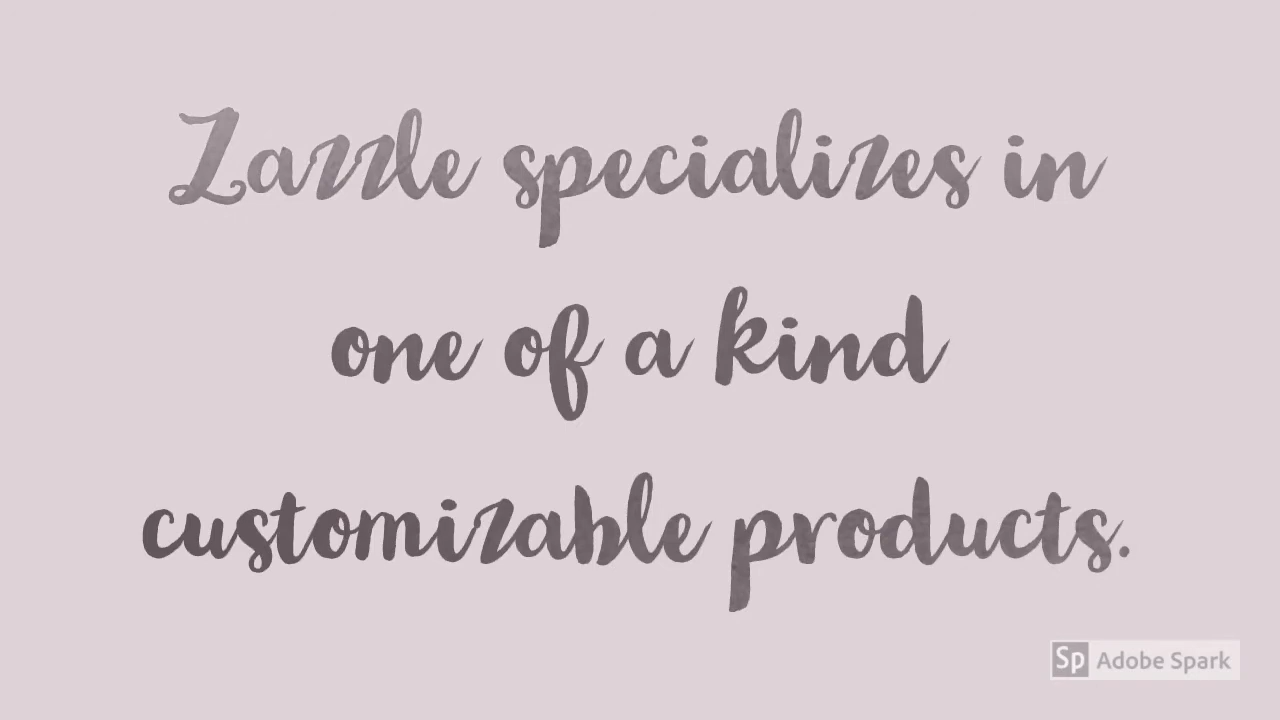 Zazzle specializes in
one of a kind
customizable products.
Sp Adobe Spark